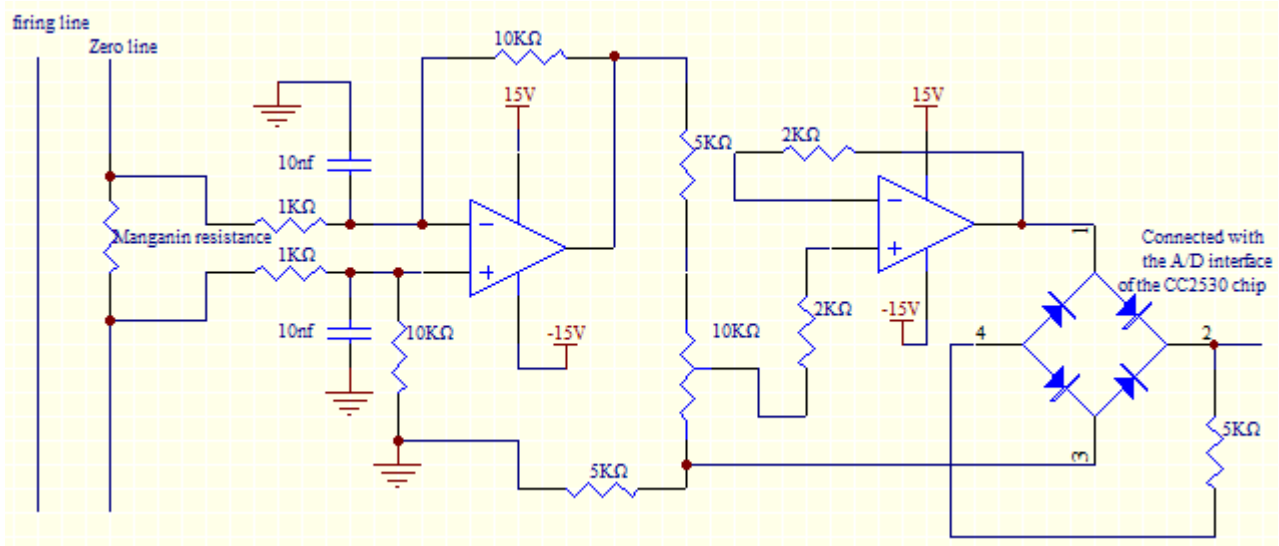 firing line
Zero line
10KΩ
15V
15V
10nf
5KΩ
2KΩ
1KΩ
Manganin resistance
1KΩ
1
Connected with
the A/D interface
of the CC2530 chip
10nf
10KΩ
-15V
10KΩ
2KΩ
-15V
4
2
5KΩ
5KΩ
3